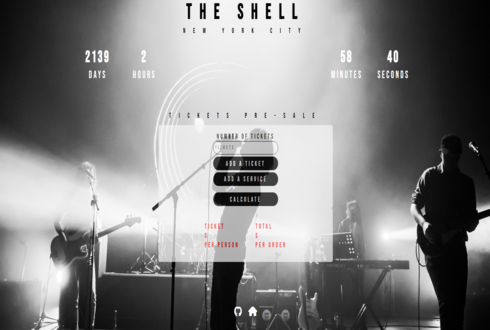 THE SHELL
NEW YORK CITY
2139 2 58 40
DAYS HOURS MINUTES SECONDS
TICKETS PRE-SALE
NUMBER OF TICKETS
TICKETS
ADD A TICKET
ADD A SERVICE
CALCULATE
TICKET TOTAL
$ $
PER PERSON PER ORDER